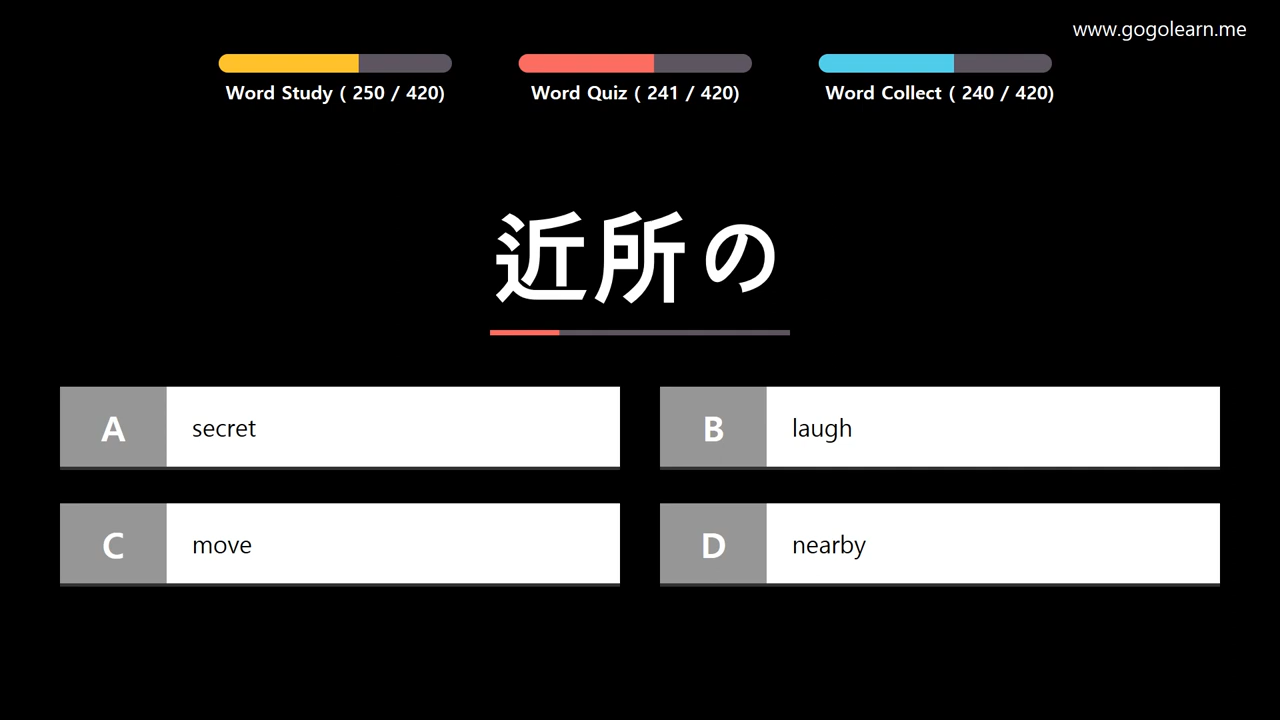 www.gogolearn.me
Word Study ( 250 / 420)
Word Quiz ( 241 / 420)
Word Collect ( 240 / 420)
近所の
A
secret
B
laugh
C
move
D
nearby